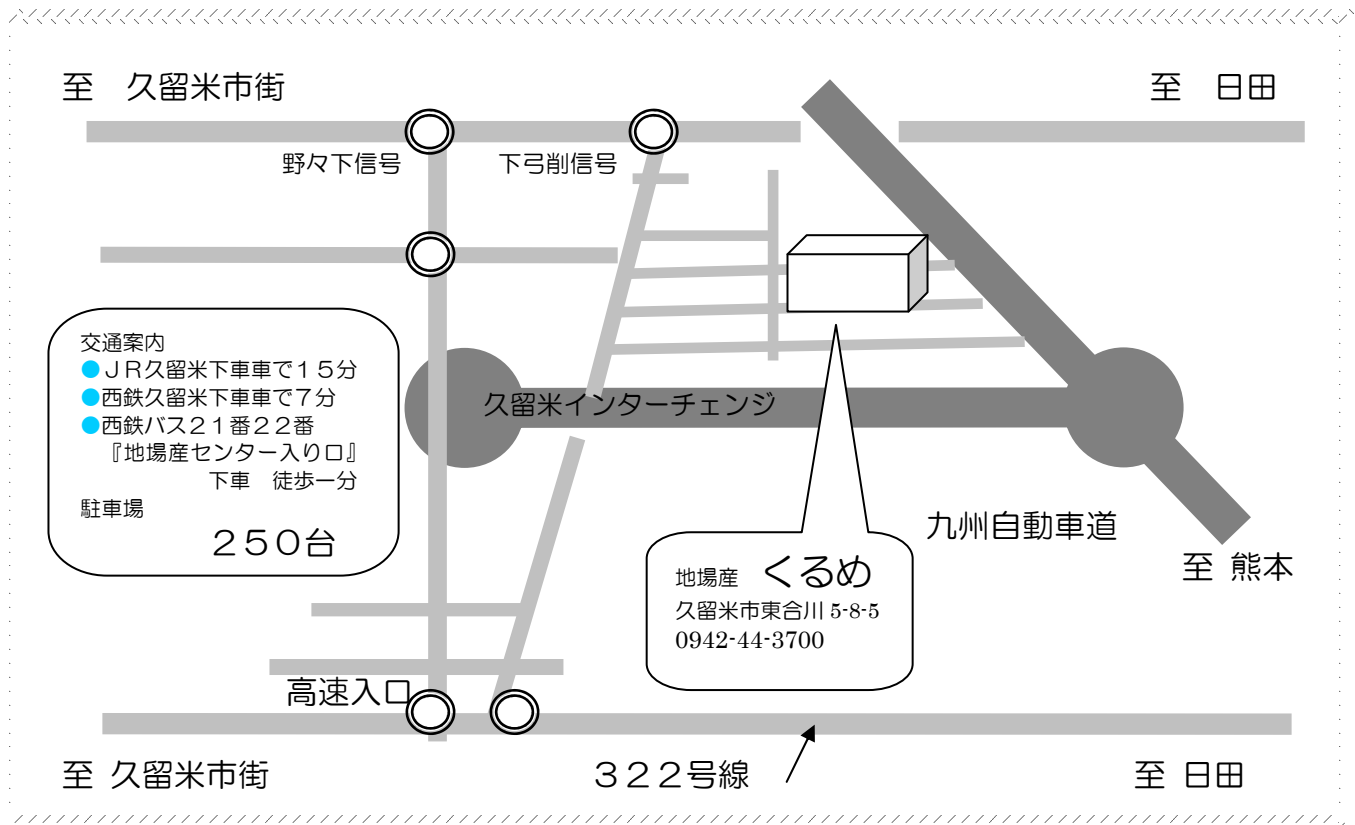 至　久留米市街
至　日田
野々下信号
下弓削信号
交通案内
●ＪＲ久留米下車車で１５分
●西鉄久留米下車車で７分
●西鉄バス２１番２２番
『地場産センター入り口』
下車　徒歩一分
駐車場
２５０台
久留米インターチェンジ
九州自動車道
至 熊本
地場産　くるめ
久留米市東合川 5-8-5
0942-44-3700
高速入口
至 久留米市街
３２２号線
至 日田